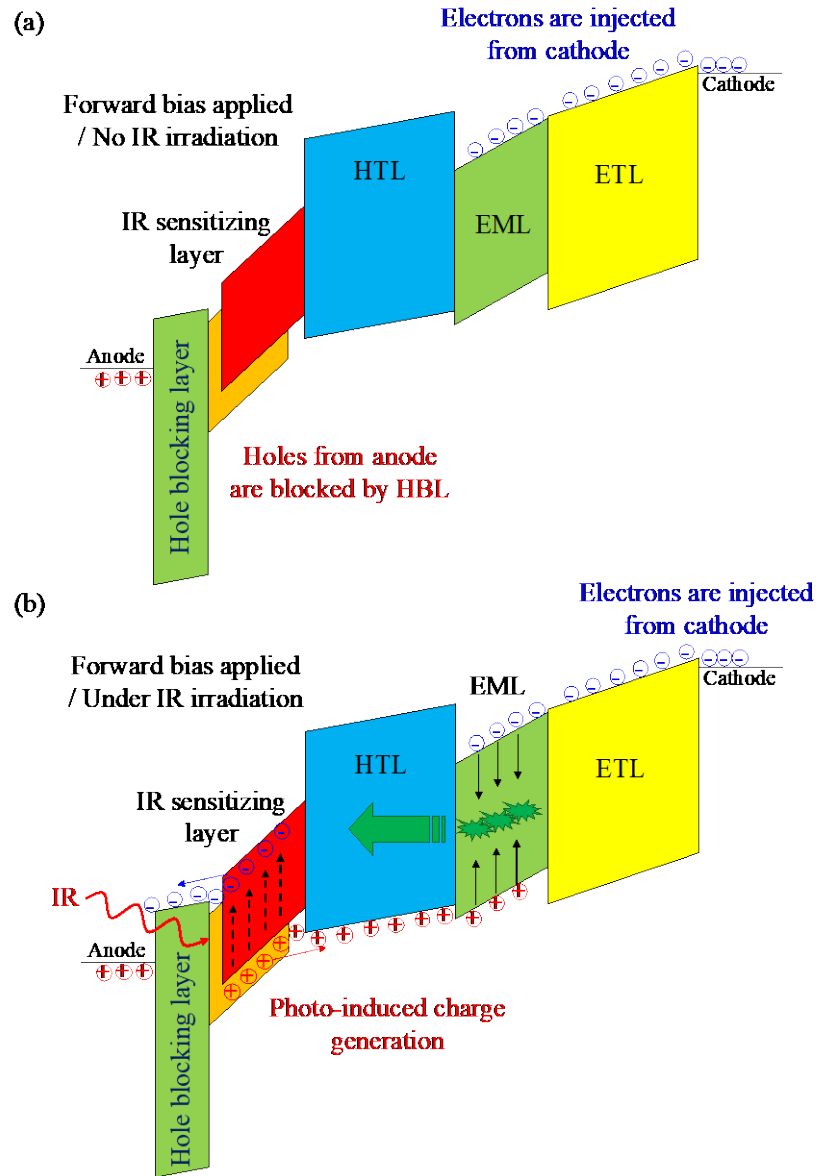 (a)
Electrons are injected
from cathode
Cathode
Forward bias applied
/ No IR irradiation
HTL
ETL
EML
IR sensitizing
layer
Anode
Hole blocking layer
Holes from anode
are blocked by HBL
(b)
Electrons are injected
from cathode
Cathode
Forward bias applied
/ Under IR irradiation
EML
HTL
ETL
IR sensitizing
layer
IR
Anode
Hole blocking layer
Photo-induced charge
generation